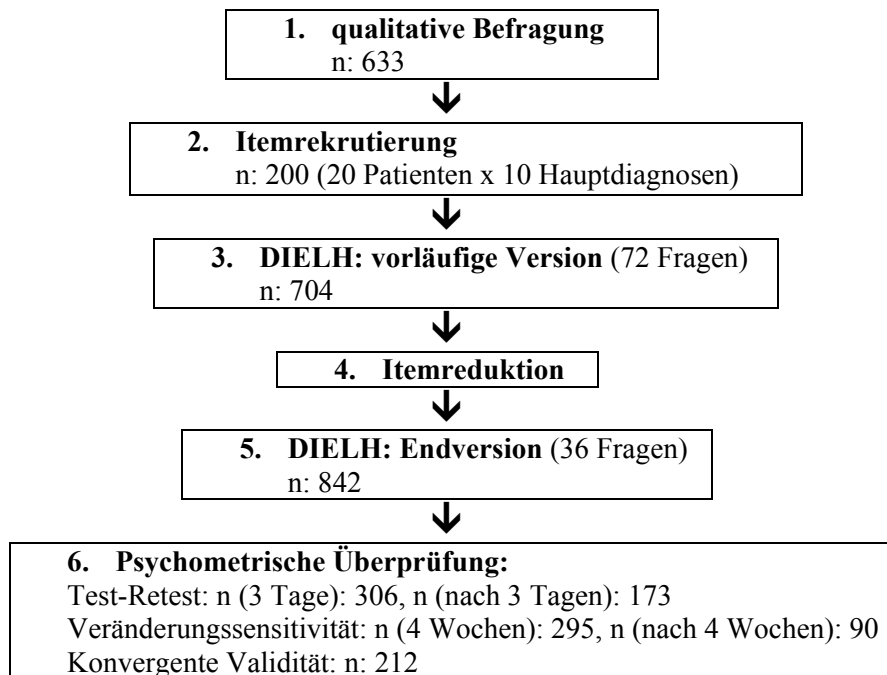 1. qualitative Befragung
n: 633
2. Itemrekrutierung
n: 200 (20 Patienten x 10 Hauptdiagnosen)
3. DIELH: vorläufige Version (72 Fragen)
n: 704
4. Itemreduktion
5. DIELH: Endversion (36 Fragen)
n: 842
6. Psychometrische Überprüfung:
Test-Retest: n (3 Tage): 306, n (nach 3 Tagen): 173
Veränderungssensitivität: n (4 Wochen): 295, n (nach 4 Wochen): 90
Konvergente Validität: n: 212